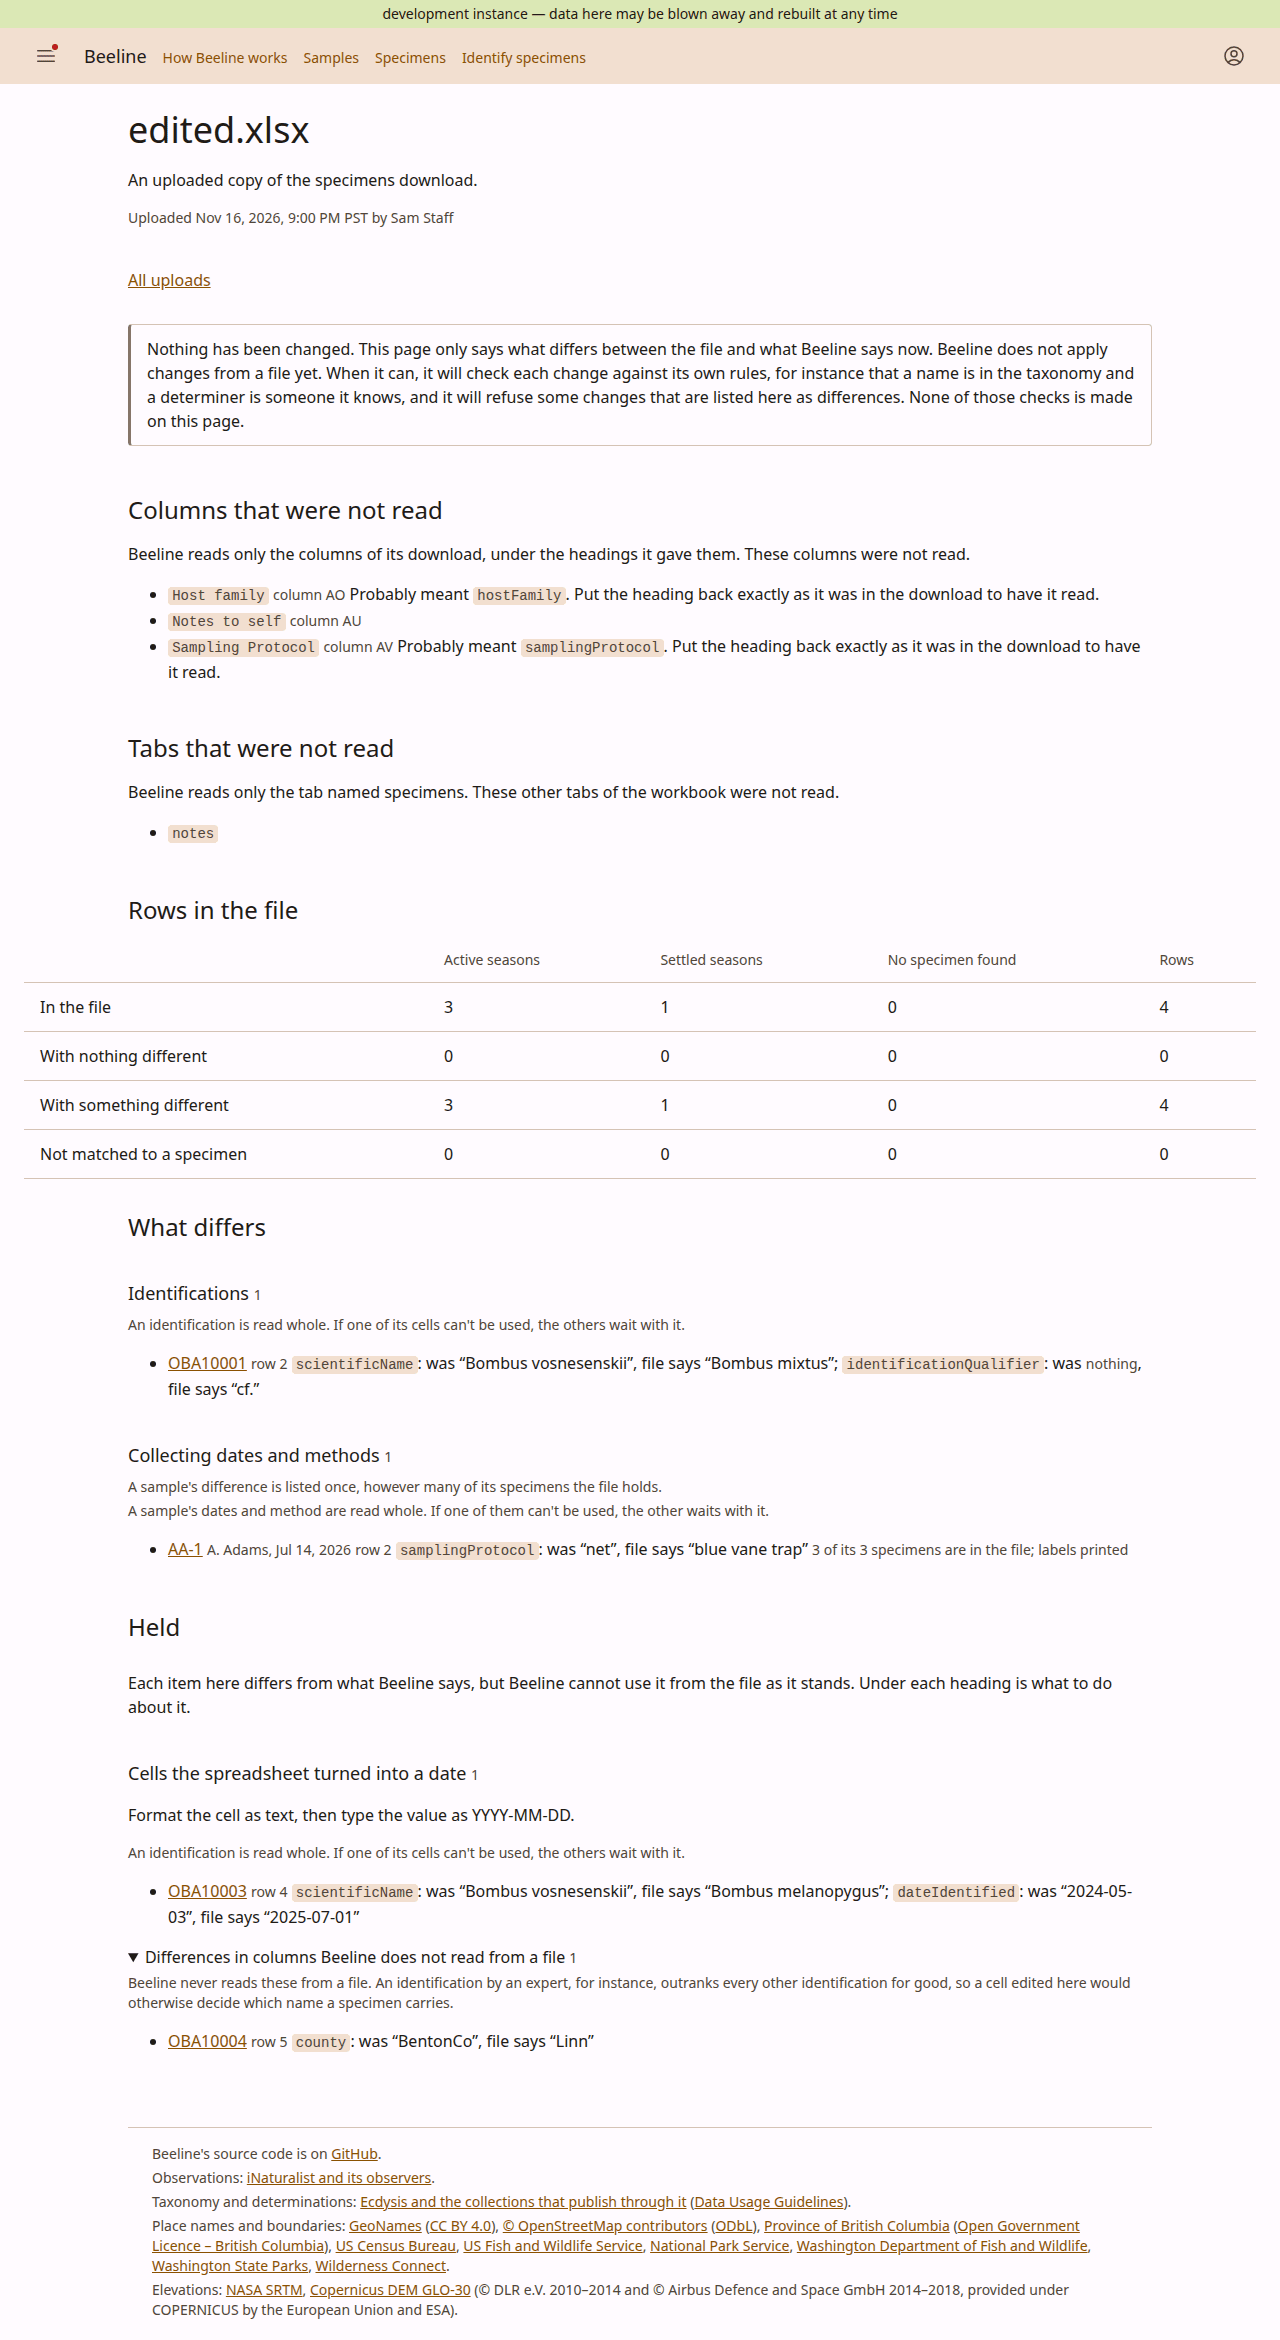 development instance — data here may be blown away and rebuilt at any time
Beeline How Beeline works Samples Specimens Identify specimens
edited.xlsx
An uploaded copy of the specimens download.
Uploaded Nov 16, 2026, 9:00 PM PST by Sam Staff
All uploads
Nothing has been changed. This page only says what differs between the file and what Beeline says now. Beeline does not apply
changes from a file yet. When it can, it will check each change against its own rules, for instance that a name is in the taxonomy and
a determiner is someone it knows, and it will refuse some changes that are listed here as differences. None of those checks is made
on this page.
Columns that were not read
Beeline reads only the columns of its download, under the headings it gave them. These columns were not read.
Host family column AO Probably meant hostFamily. Put the heading back exactly as it was in the download to have it read.
Notes to self column AU
Sampling Protocol column AV Probably meant samplingProtocol. Put the heading back exactly as it was in the download to have
it read.
Tabs that were not read
Beeline reads only the tab named specimens. These other tabs of the workbook were not read.
notes
Rows in the file
Active seasons Settled seasons No specimen found Rows
In the file 3 1 0 4
With nothing different 0 0 0 0
With something different 3 1 0 4
Not matched to a specimen 0 0 0 0
What differs
Identifications 1
An identification is read whole. If one of its cells can't be used, the others wait with it.
OBA10001 row 2 scientificName: was “Bombus vosnesenskii”, file says “Bombus mixtus”; identificationQualifier: was nothing,
file says “cf.”
Collecting dates and methods 1
A sample's difference is listed once, however many of its specimens the file holds.
A sample's dates and method are read whole. If one of them can't be used, the other waits with it.
AA-1 A. Adams, Jul 14, 2026 row 2 samplingProtocol: was “net”, file says “blue vane trap” 3 of its 3 specimens are in the file; labels printed
Held
Each item here differs from what Beeline says, but Beeline cannot use it from the file as it stands. Under each heading is what to do
about it.
Cells the spreadsheet turned into a date 1
Format the cell as text, then type the value as YYYY-MM-DD.
An identification is read whole. If one of its cells can't be used, the others wait with it.
OBA10003 row 4 scientificName: was “Bombus vosnesenskii”, file says “Bombus melanopygus”; dateIdentified: was “2024-05-
03”, file says “2025-07-01”
Differences in columns Beeline does not read from a file 1
Beeline never reads these from a file. An identification by an expert, for instance, outranks every other identification for good, so a cell edited here would
otherwise decide which name a specimen carries.
OBA10004 row 5 county: was “BentonCo”, file says “Linn”
Beeline's source code is on GitHub.
Observations: iNaturalist and its observers.
Taxonomy and determinations: Ecdysis and the collections that publish through it (Data Usage Guidelines).
Place names and boundaries: GeoNames (CC BY 4.0), © OpenStreetMap contributors (ODbL), Province of British Columbia (Open Government
Licence – British Columbia), US Census Bureau, US Fish and Wildlife Service, National Park Service, Washington Department of Fish and Wildlife,
Washington State Parks, Wilderness Connect.
Elevations: NASA SRTM, Copernicus DEM GLO-30 (© DLR e.V. 2010–2014 and © Airbus Defence and Space GmbH 2014–2018, provided under
COPERNICUS by the European Union and ESA).